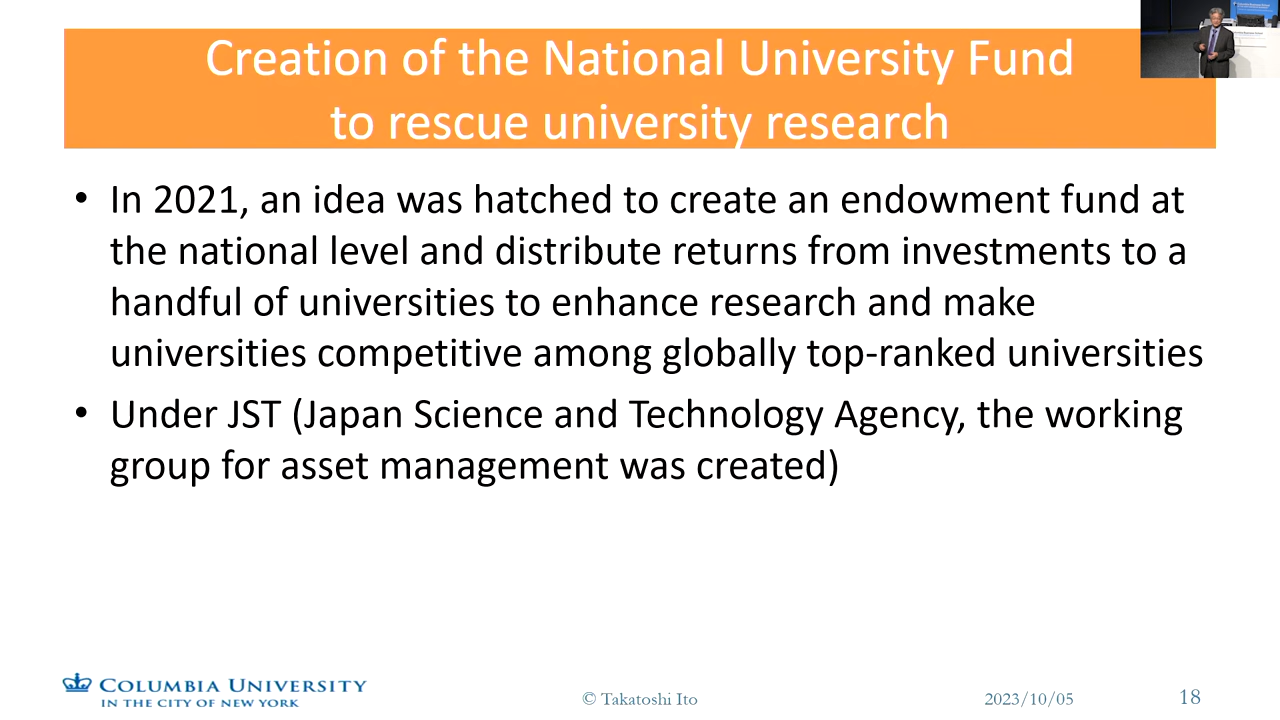 Creation of the National University Fund
to rescue university research
• In 2021, an idea was hatched to create an endowment fund at
the national level and distribute returns from investments to a
handful of universities to enhance research and make
universities competitive among globally top-ranked universities
• Under JST (Japan Science and Technology Agency, the working
group for asset management was created)
COLUMBIA UNIVERSITY
IN THE CITY OF NEW YORK
© Takatoshi Ito
2023/10/05
18